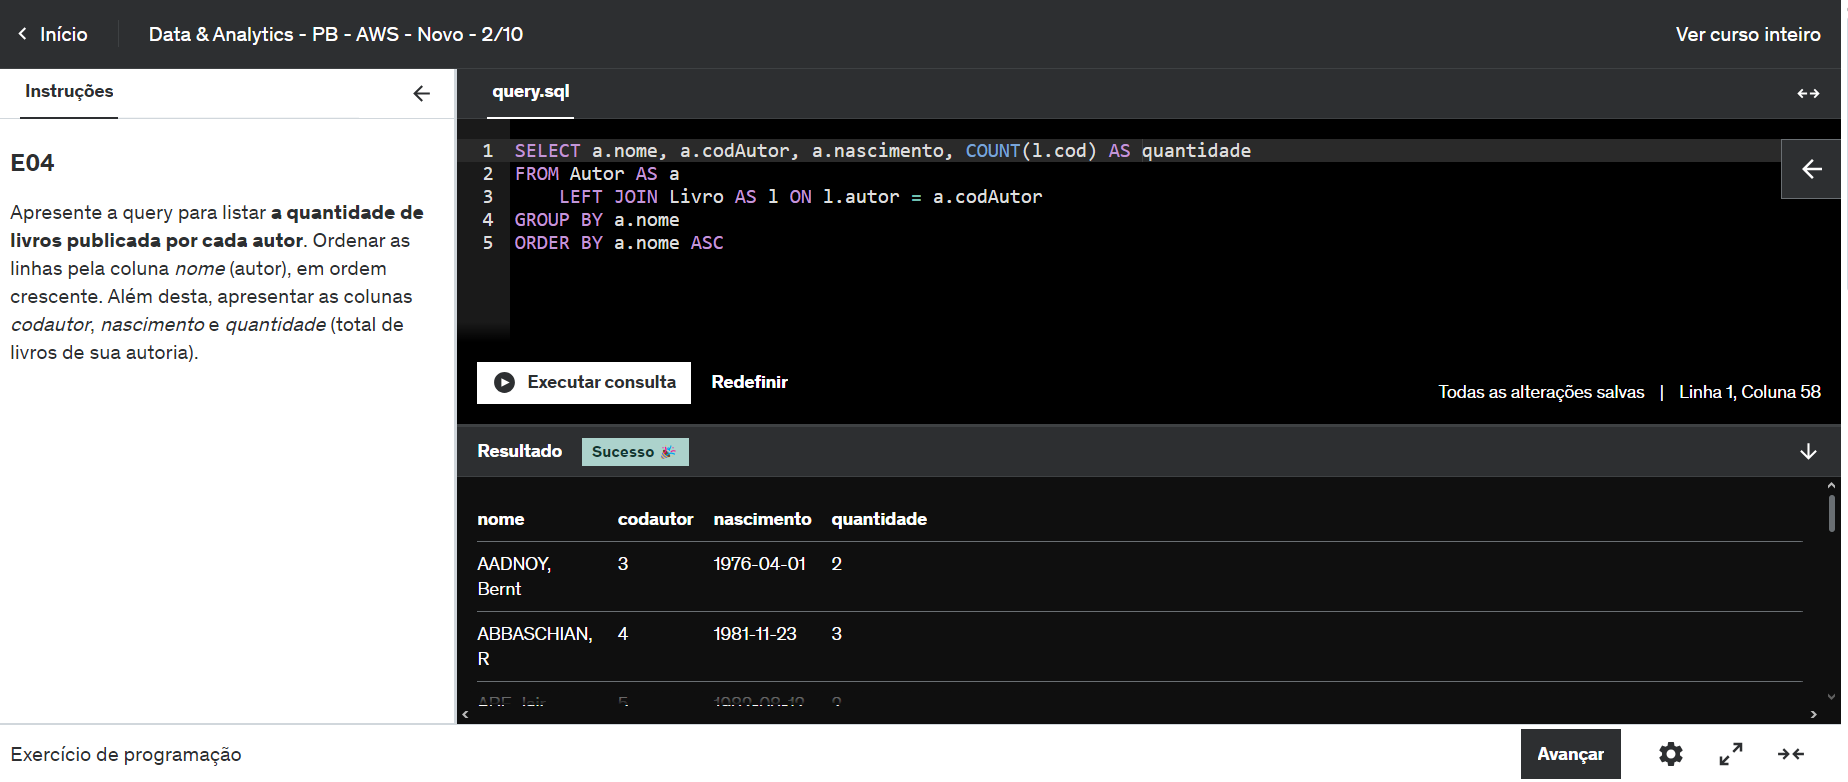 Início
Data & Analytics - PB - AWS - Novo - 2/10
Ver curso inteiro
Instruções
E04
Apresente a query para listar a quantidade de
livros publicada por cada autor. Ordenar as
linhas pela coluna nome (autor), em ordem
crescente. Além desta, apresentar as colunas
codautor, nascimento e quantidade (total de
livros de sua autoria).
query.sql
1 SELECT a.nome, a.codAutor, a.nascimento, COUNT(l.cod) AS quantidade
2 FROM Autor AS a
3 LEFT JOIN Livro AS l ON l.autor = a.codAutor
4 GROUP BY a.nome
5 ORDER BY a.nome ASC
Executar consulta
Redefinir
Todas as alterações salvas | Linha 1, Coluna 58
Resultado
Sucesso
nome codautor nascimento quantidade
AADNOY, 3 1976-04-01 2
Bernt
ABBASCHIAN, 4 1981-11-23 3
R
Exercício de programação
Avançar